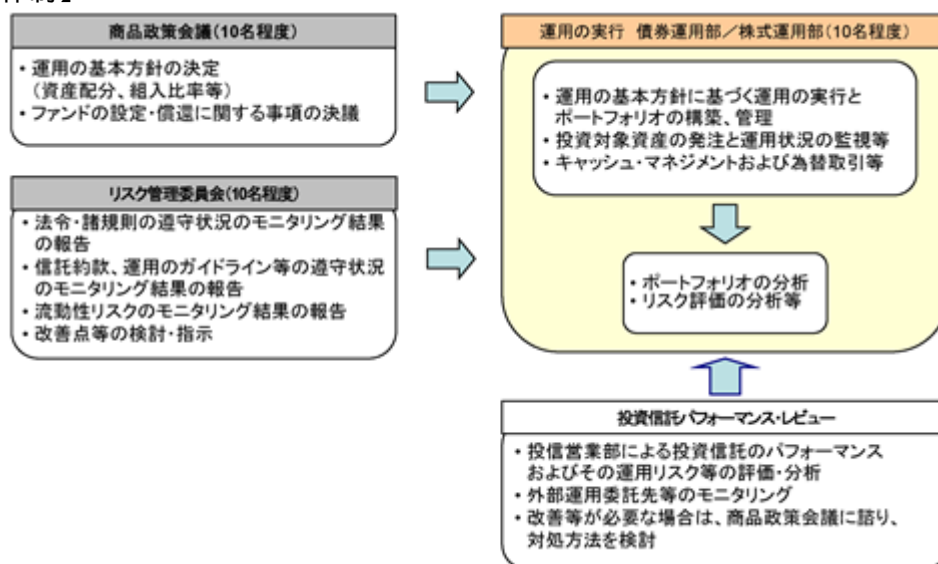 商品政策会議(10名程度)
・運用の基本方針の決定
(資産配分、組入比率等)
・ファンドの設定・償還に関する事項の決議
リスク管理委員会(10名程度)
・法令・諸規則の遵守状況のモニタリング結果
の報告
・信託約款、運用のガイドライン等の遵守状況
のモニタリング結果の報告
・流動性リスクのモニタリング結果の報告
・改善点等の検討・指示
運用の実行 債券運用部／株式運用部(10名程度)
・運用の基本方針に基づく運用の実行と
ポートフォリオの構築、管理
・投資対象資産の発注と運用状況の監視等
・キャッシュ・マネジメントおよび為替取引等
・ポートフォリオの分析
・リスク評価の分析等
投資信託パフォーマンス・レビュー
・投信営業部による投資信託のパフォーマンス
およびその運用リスク等の評価・分析
・外部運用委託先等のモニタリング
・改善等が必要な場合は、商品政策会議に諮り、
対処方法を検討